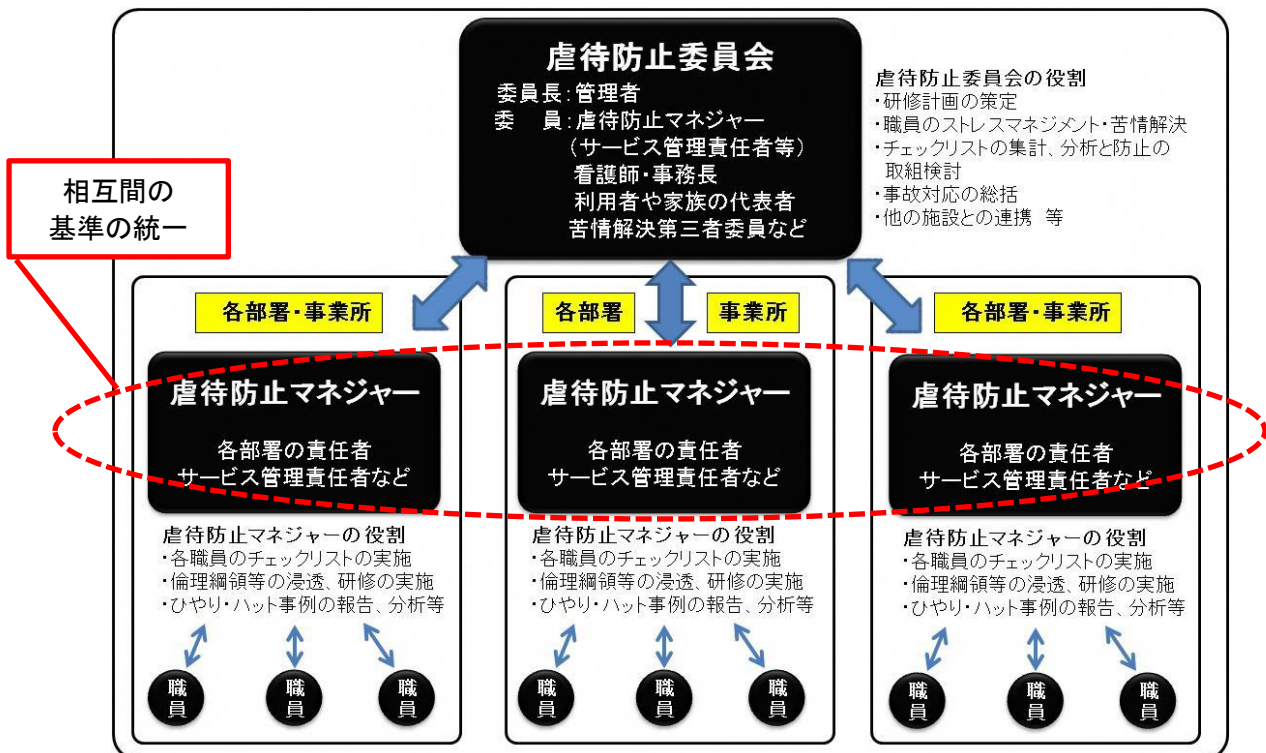 虐待防止委員会
委員長：管理者
委　員：虐待防止マネジャー
（サービス管理責任者等）
看護師・事務長
利用者や家族の代表者
苦情解決第三者委員など
虐待防止委員会の役割
・研修計画の策定
・職員のストレスマネジメント・苦情解決
・チェックリストの集計、分析と防止の
取組検討
・事故対応の総括
・他の施設との連携　等
相互間の
基準の統一
各部署・事業所
虐待防止マネジャー
各部署の責任者
サービス管理責任者など
虐待防止マネジャーの役割
・各職員のチェックリストの実施
・倫理綱領等の浸透、研修の実施
・ひやり・ハット事例の報告、分析等
職員
職員
職員
各部署
事業所
虐待防止マネジャー
各部署の責任者
サービス管理責任者など
虐待防止マネジャーの役割
・各職員のチェックリストの実施
・倫理綱領等の浸透、研修の実施
・ひやり・ハット事例の報告、分析等
職員
職員
職員
各部署・事業所
虐待防止マネジャー
各部署の責任者
サービス管理責任者など
虐待防止マネジャーの役割
・各職員のチェックリストの実施
・倫理綱領等の浸透、研修の実施
・ひやり・ハット事例の報告、分析等
職員
職員
職員